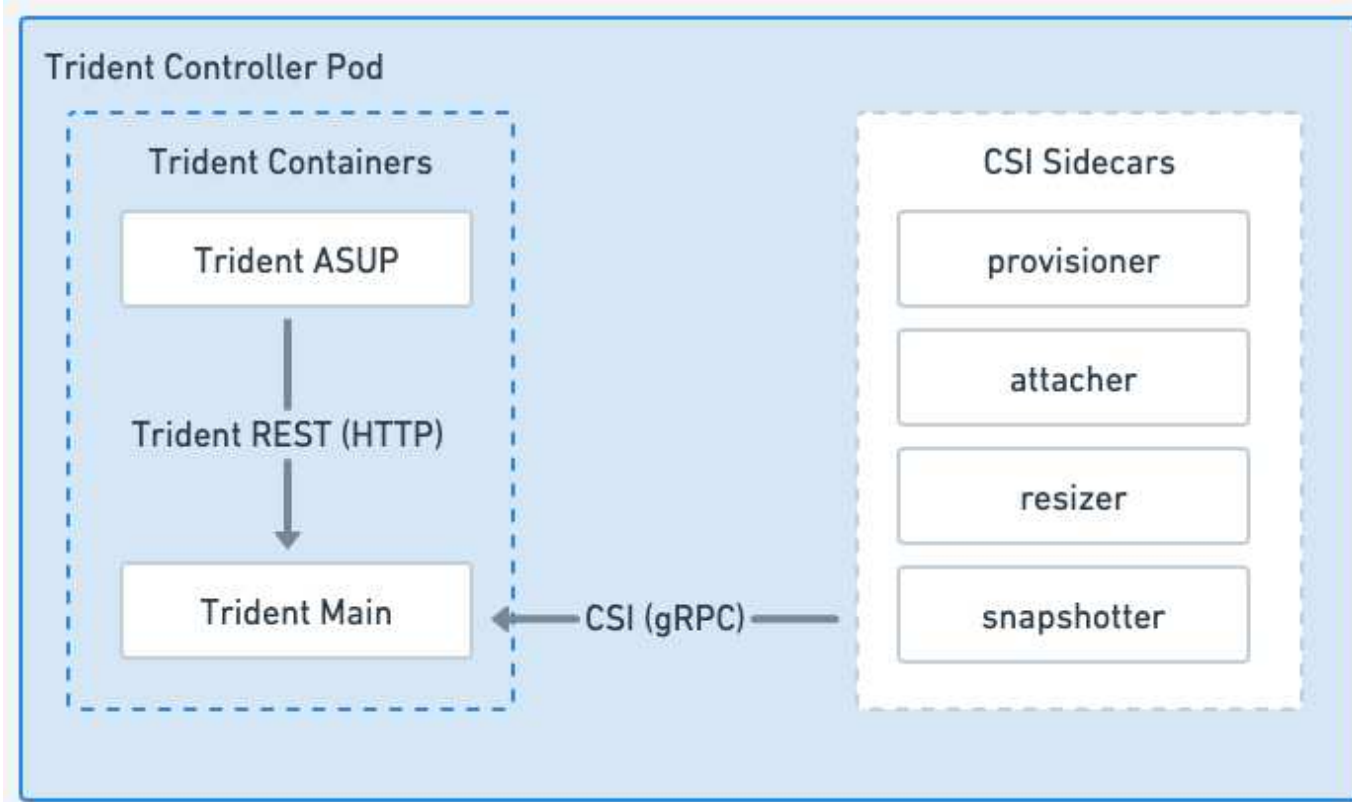 Trident Controller Pod
Trident Containers
Trident ASUP
Trident REST (HTTP)
Trident Main
CSI (gRPC)
CSI Sidecars
provisioner
attacher
resizer
snapshotter